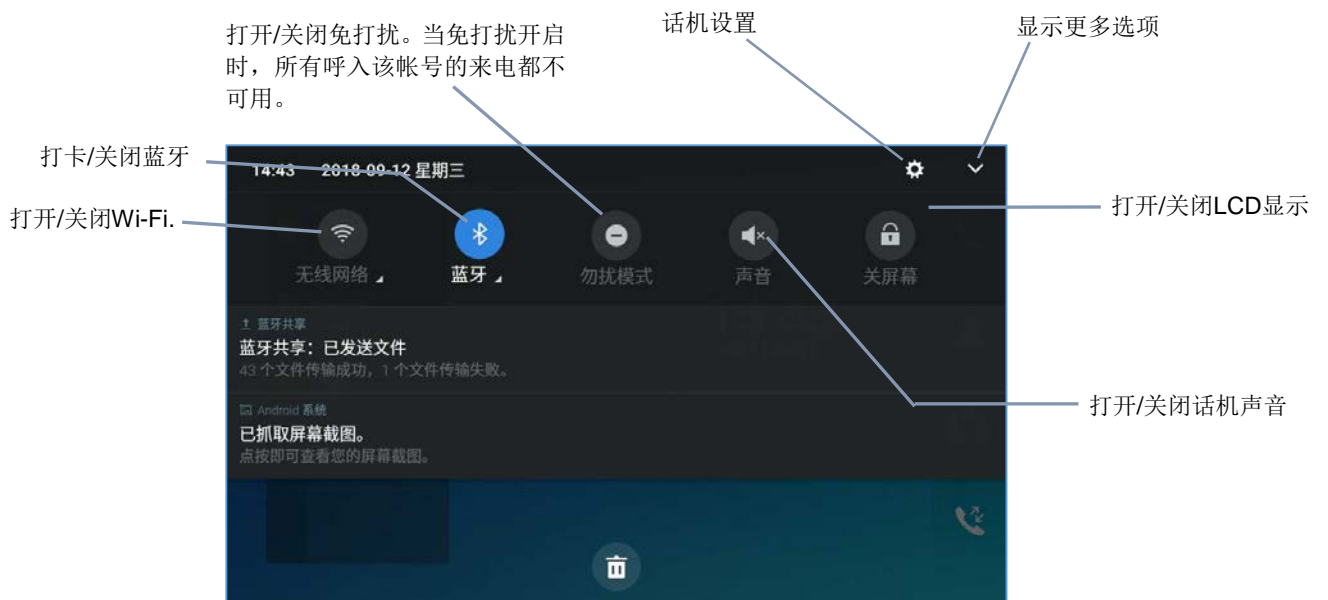 打开/关闭免打扰。当免打扰开启
时，所有呼入该帐号的来电都不
可用。
话机设置
显示更多选项
打卡/关闭蓝牙
打开/关闭Wi-Fi.
14:43 2018-09-12 星期三
打开/关闭LCD显示
无线网络
蓝牙
勿扰模式
声音
关屏幕
蓝牙共享
蓝牙共享：已发送文件
43 个文件传输成功，1 个文件传输失败。
打开/关闭话机声音
Android 系统
已抓取屏幕截图。
点按即可查看您的屏幕截图。